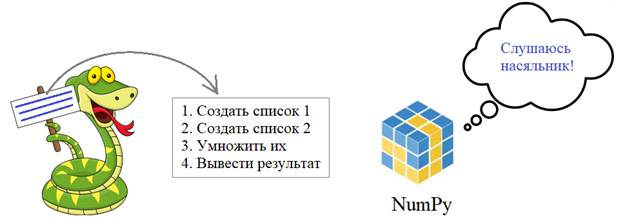 1. Создать список 1
2. Создать список 2
3. Умножить их
4. Вывести результат
Слушаюсь
насяльник!
NumPy